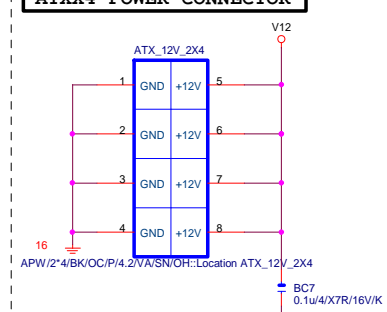 ATXX4 POWER CONNECTOR
V12
ATX_12V_2X4
1 GND +12V 5
2 GND +12V 6
3 GND +12V 7
4 GND +12V 8
16
APW/2*4/BK/OC/P/4.2/VA/SN/OH::Location ATX_12V_2X4
BC7
0.1u/4/X7R/16V/K